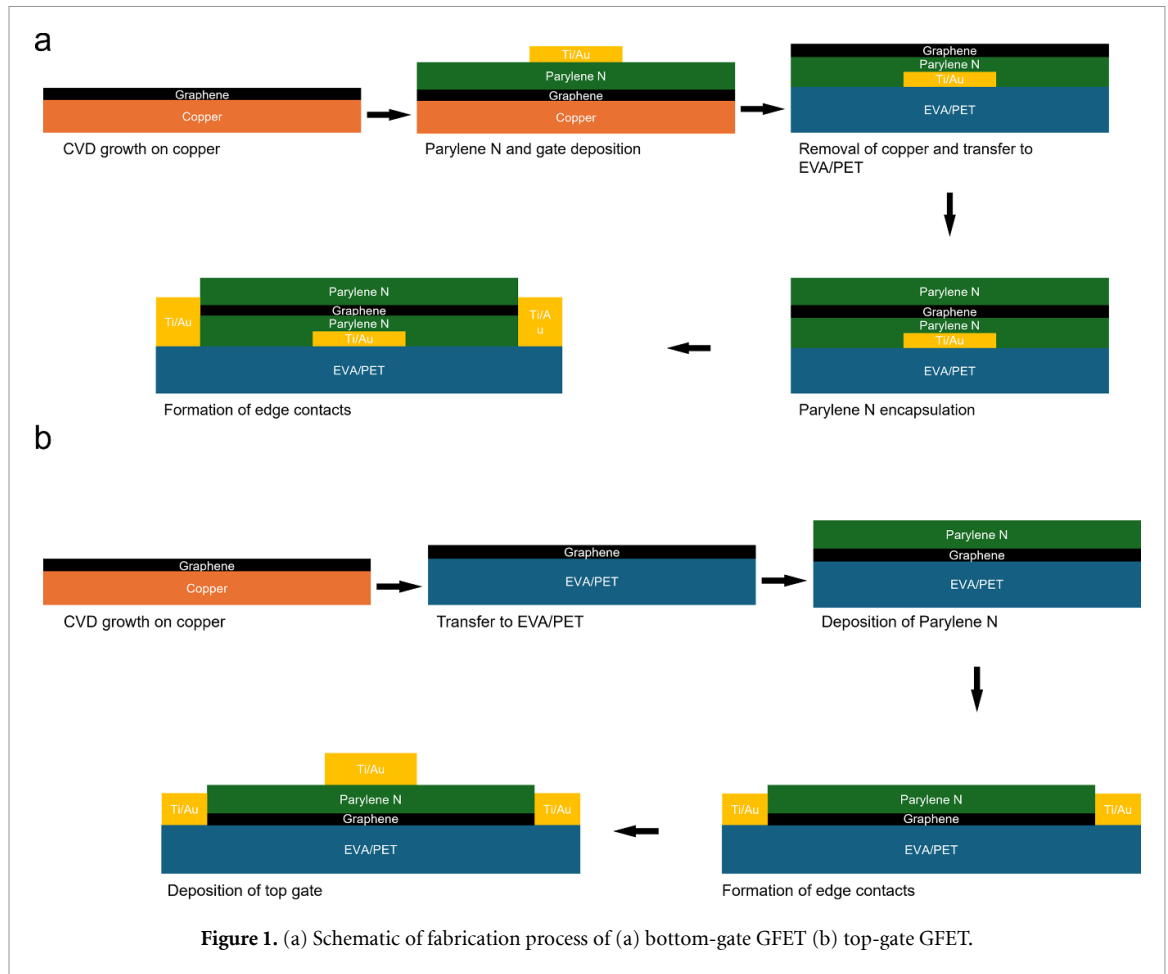 a
Graphene
Copper
CVD growth on copper
Ti/Au
Parylene N
Graphene
Copper
Parylene N and gate deposition
Graphene
Parylene N
Ti/Au
EVA/PET
Removal of copper and transfer to
EVA/PET
Parylene N
Graphene
Parylene N
Ti/Au
EVA/PET
Parylene N encapsulation
Ti/Au
Parylene N
Graphene
Parylene N
Ti/Au
Ti/A
u
EVA/PET
Formation of edge contacts
b
Graphene
Copper
CVD growth on copper
Graphene
EVA/PET
Transfer to EVA/PET
Parylene N
Graphene
EVA/PET
Deposition of Parylene N
Ti/Au
Parylene N
Graphene
Ti/Au
EVA/PET
Formation of edge contacts
Ti/Au
Ti/Au
Parylene N
Graphene
Ti/Au
EVA/PET
Deposition of top gate
Figure 1. (a) Schematic of fabrication process of (a) bottom-gate GFET (b) top-gate GFET.